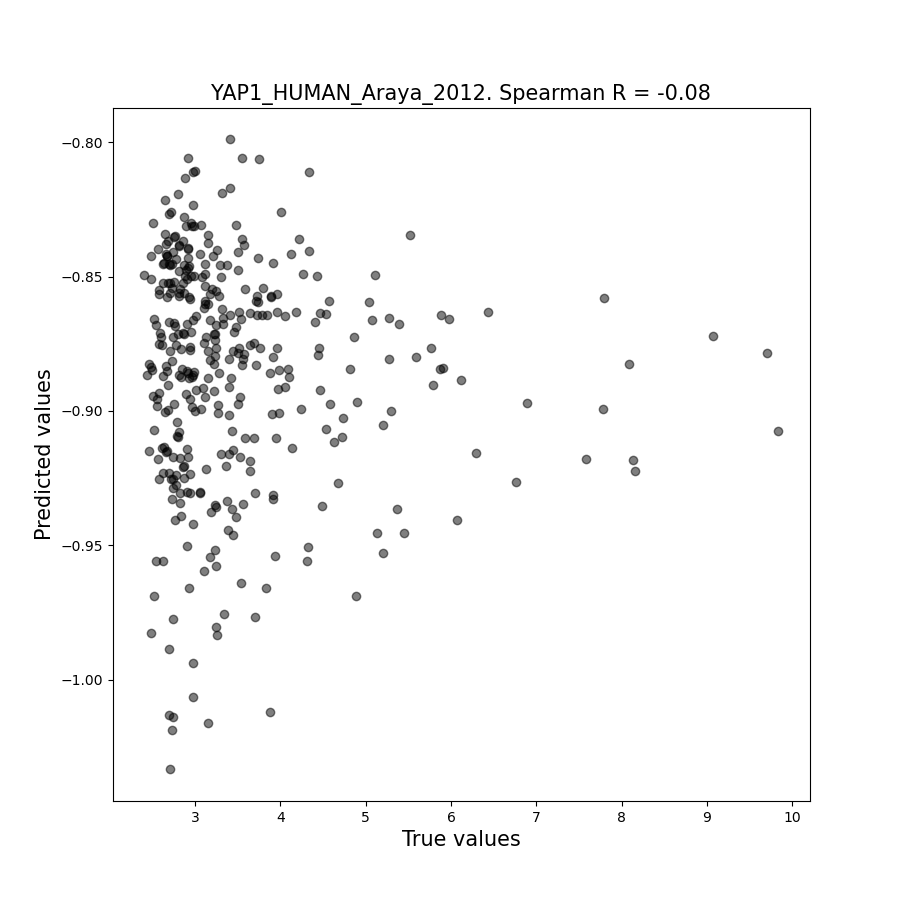 YAP1_HUMAN_Araya_2012. Spearman R = -0.08
−0.80
−0.85
−0.90
−0.95
−1.00
Predicted values
3 4 5 6 7 8 9 10
True values